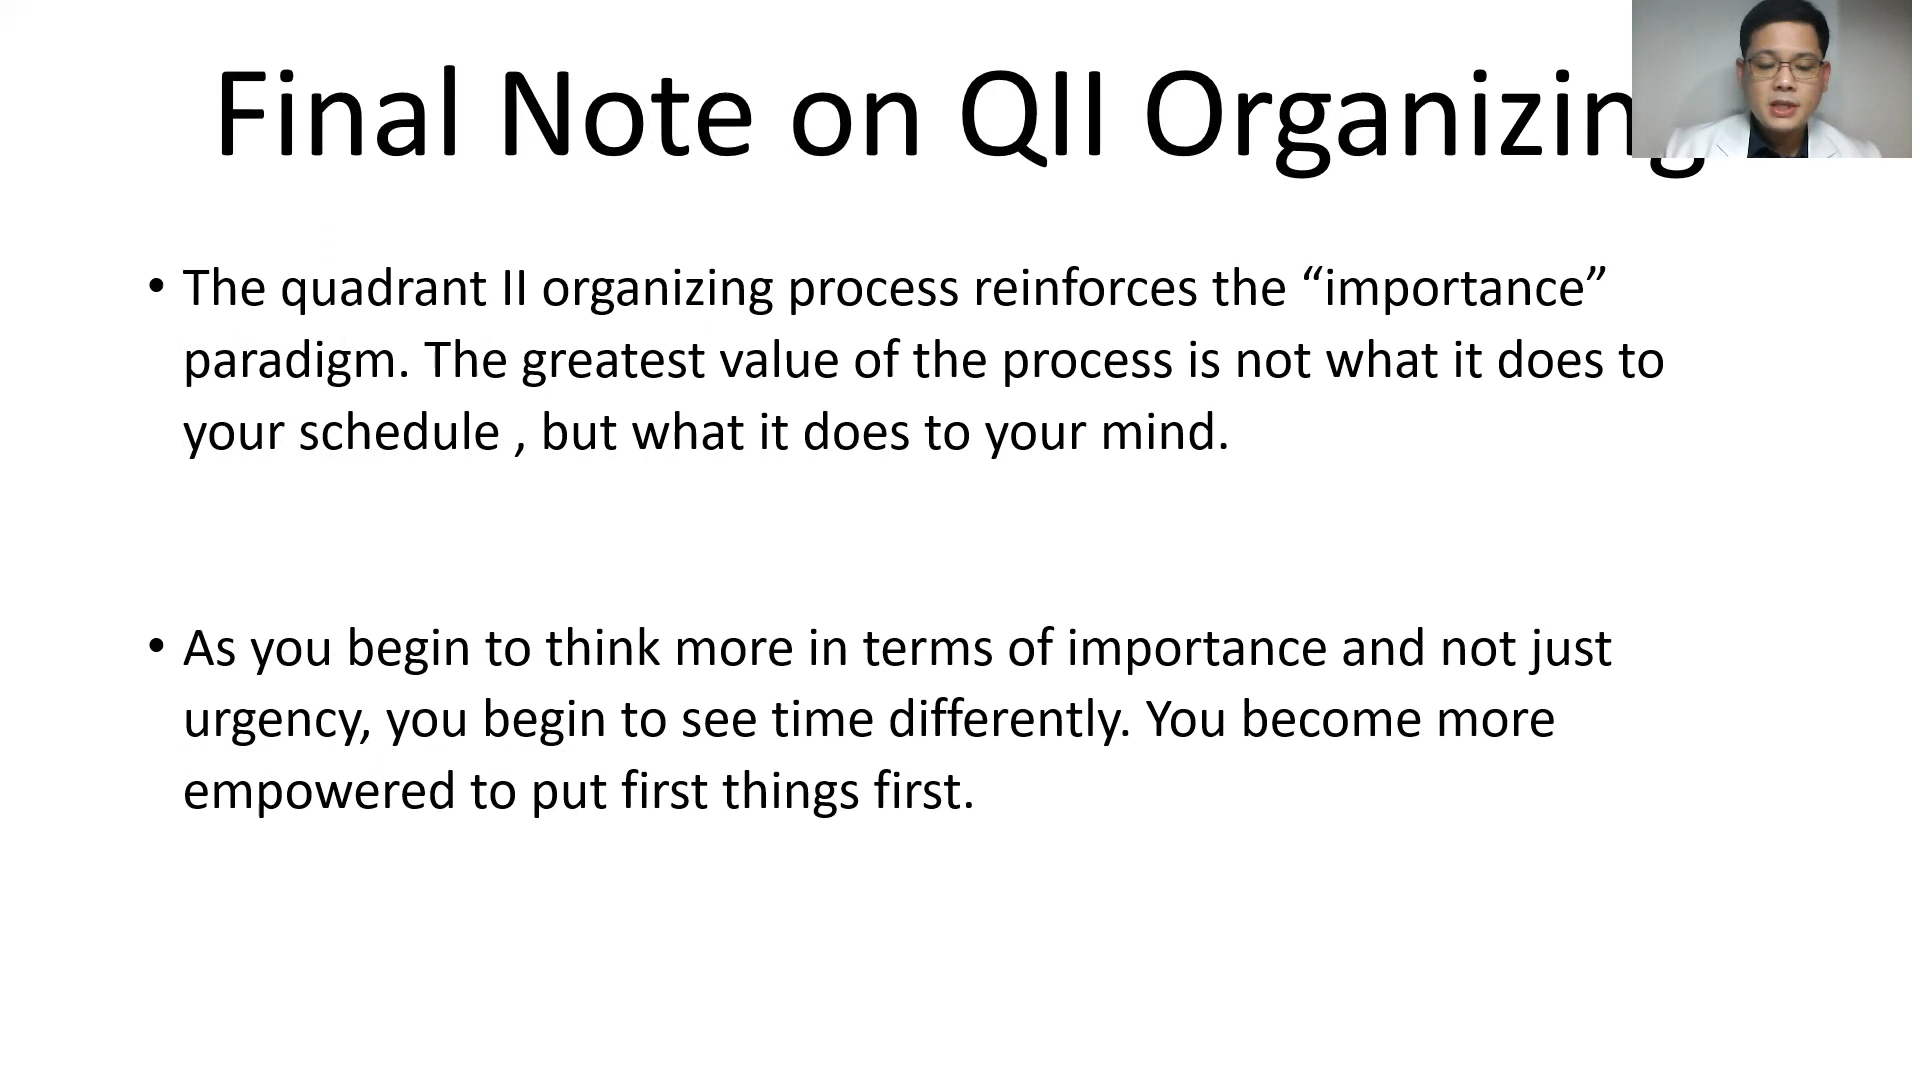 Final Note on QII Organizing
• The quadrant II organizing process reinforces the “importance”
paradigm. The greatest value of the process is not what it does to
your schedule , but what it does to your mind.
• As you begin to think more in terms of importance and not just
urgency, you begin to see time differently. You become more
empowered to put first things first.